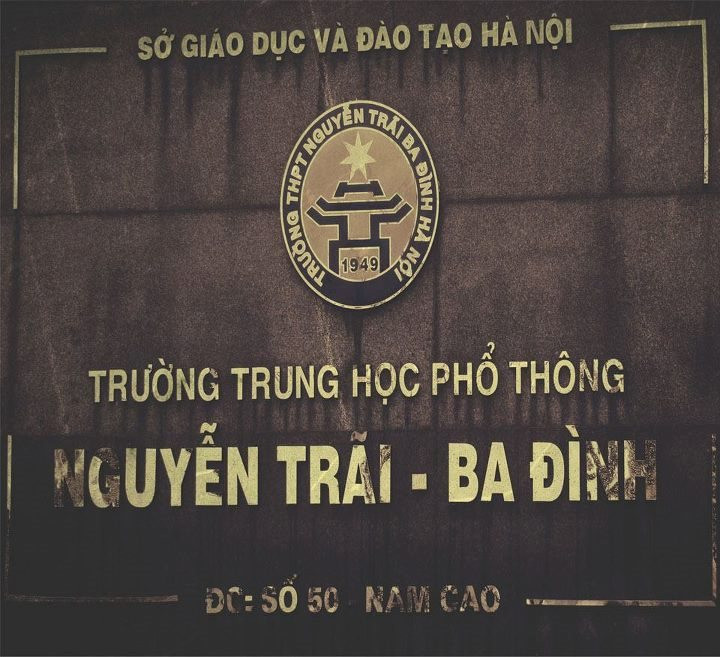 SỞ GIÁO DỤC VÀ ĐÀO TẠO HÀ NỘI
TRƯỜNG THPT NGUYỄN TRÃI BA ĐÌNH HÀ NỘI
1949
TRƯỜNG TRUNG HỌC PHỔ THÔNG
NGUYỄN TRÃI - BA ĐÌNH
ĐC: SỐ 50 - NAM CAO